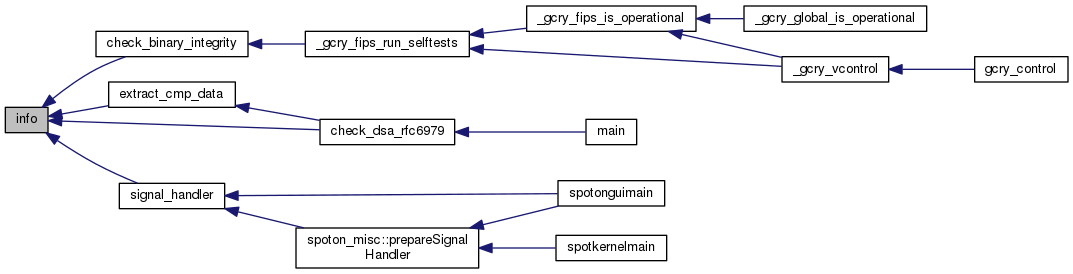 info
check_binary_integrity
_gcry_fips_run_selftests
_gcry_fips_is_operational
_gcry_global_is_operational
_gcry_vcontrol
gcry_control
extract_cmp_data
check_dsa_rfc6979
main
signal_handler
spotonguimain
spoton_misc::prepareSignal
Handler
spotkernelmain